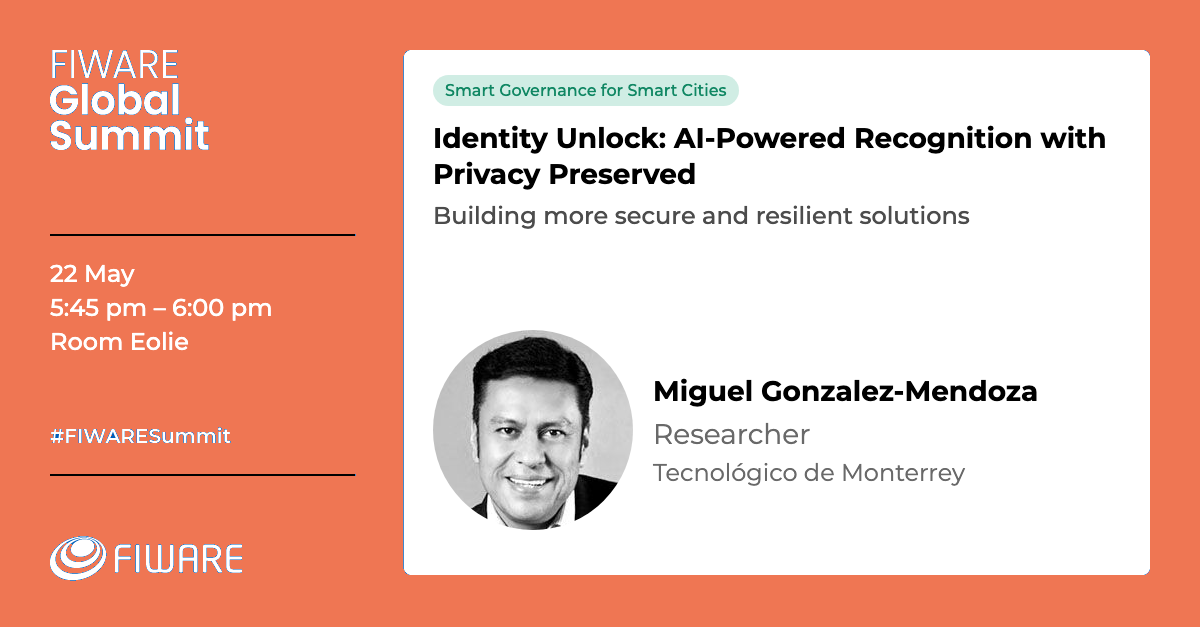 FIWARE
Global
Summit
22 May
5:45 pm – 6:00 pm
Room Eolie
#FIWARESummit
FIWARE
Smart Governance for Smart Cities
Identity Unlock: AI-Powered Recognition with
Privacy Preserved
Building more secure and resilient solutions
Miguel Gonzalez-Mendoza
Researcher
Tecnológico de Monterrey